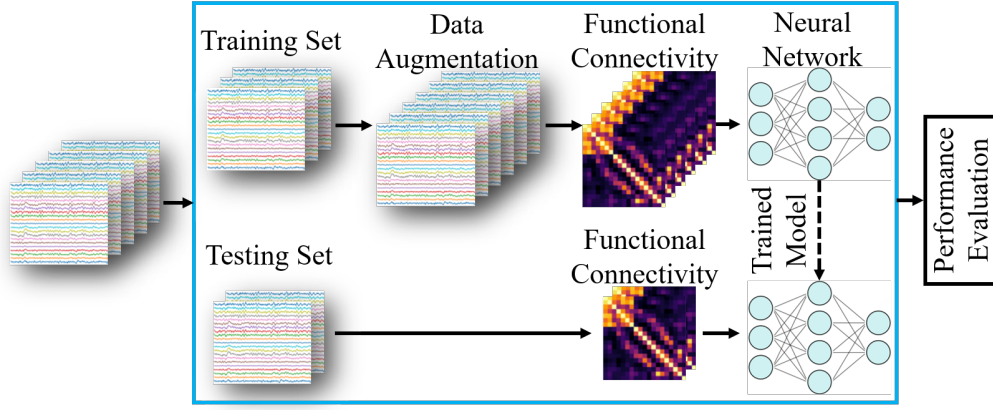 Training Set
Data
Augmentation
Functional
Connectivity
Neural
Network
Trained
Model
Testing Set
Functional
Connectivity
Performance
Evaluation